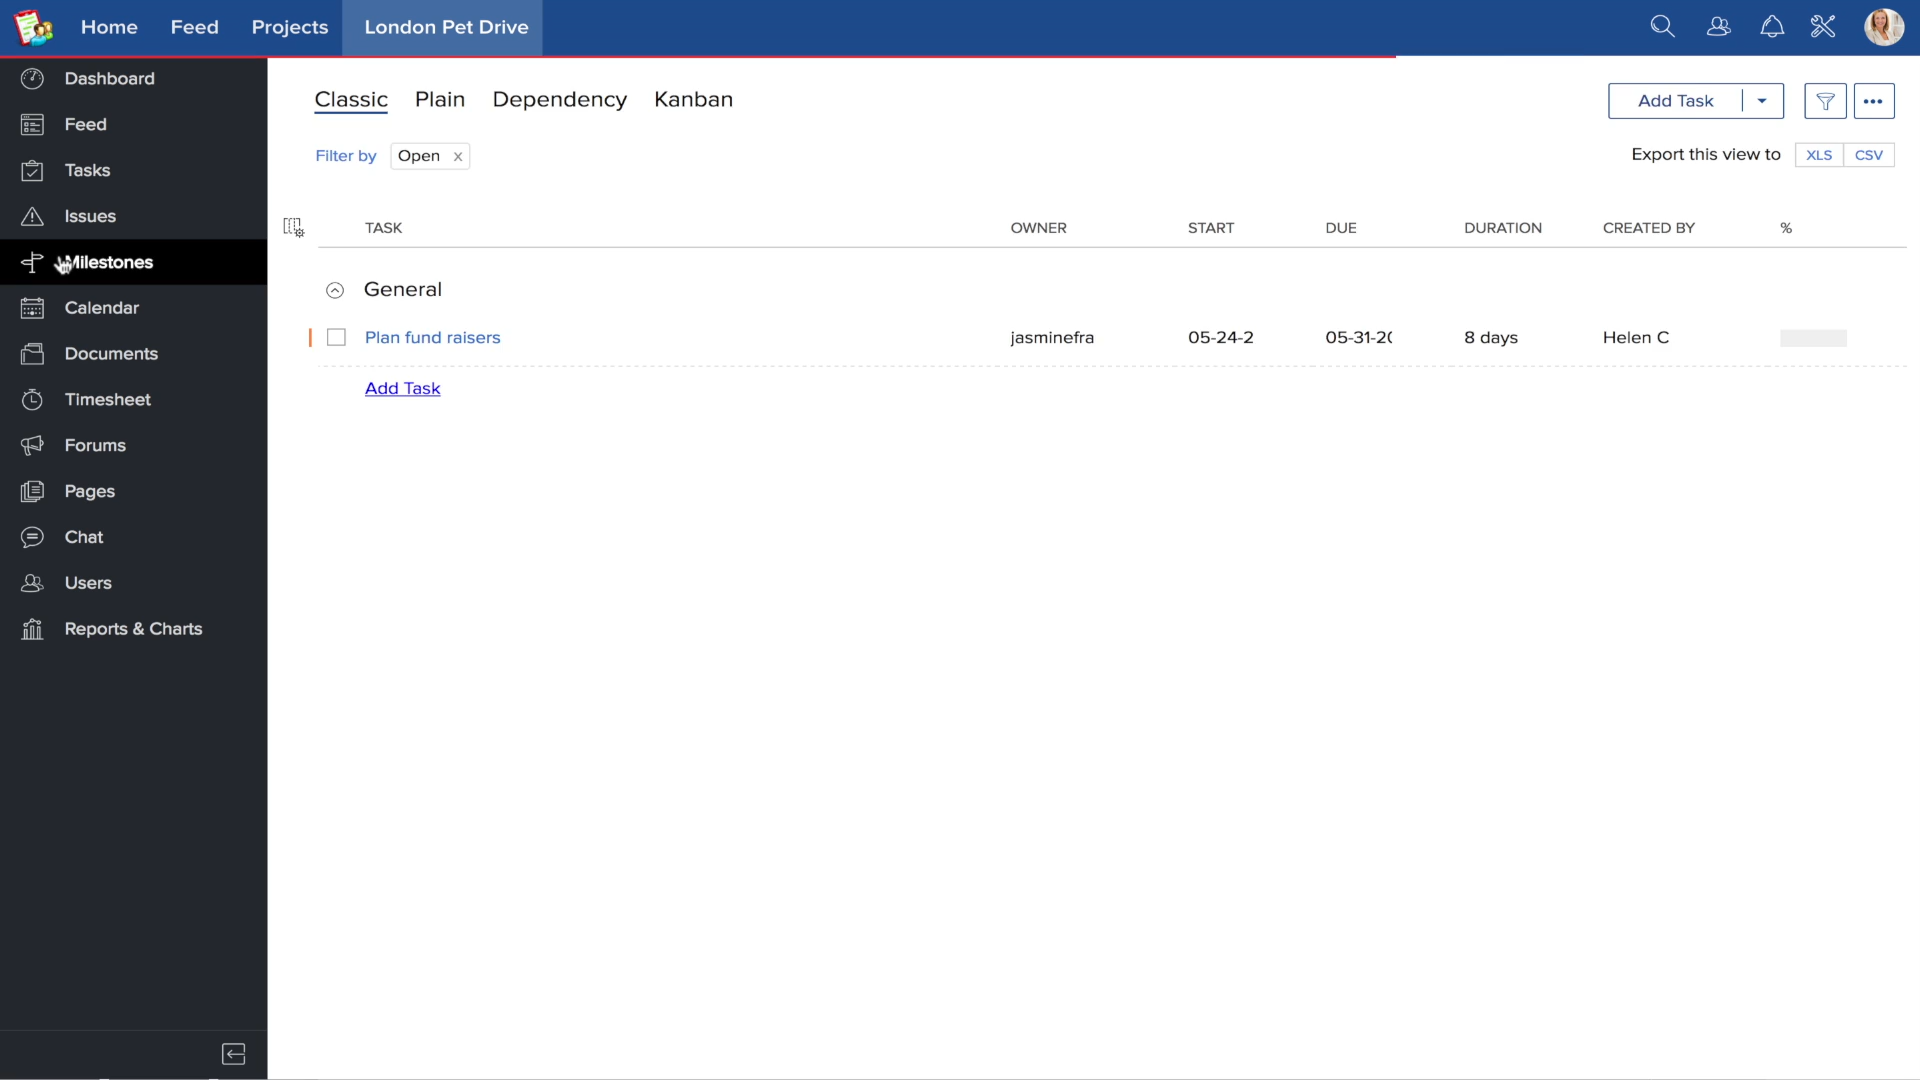 Home Feed Projects London Pet Drive
Dashboard
Feed
Tasks
Issues
Milestones
Calendar
Documents
Timesheet
Forums
Pages
Chat
Users
Reports & Charts
Classic Plain Dependency Kanban
Add Task
Filter by Open x
Export this view to XLS CSV
TASK OWNER START DUE DURATION CREATED BY %
General
Plan fund raisers jasminefra 05-24-2 05-31-20 8 days Helen C
Add Task